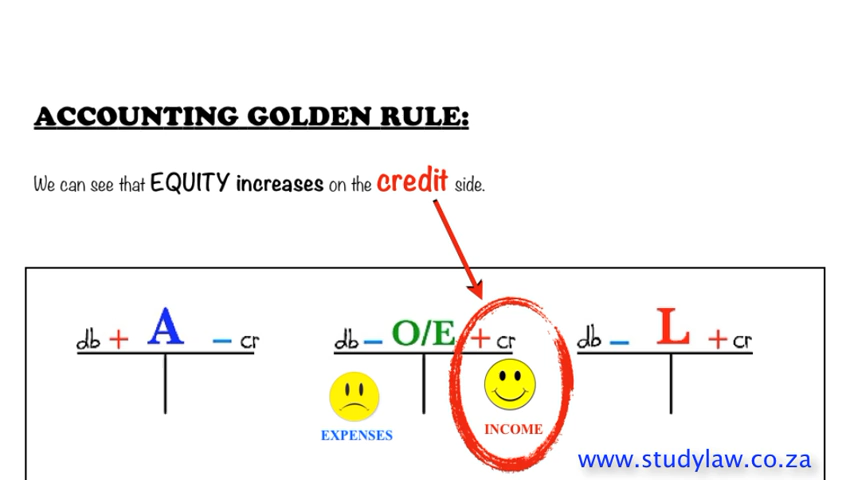 ACCOUNTING GOLDEN RULE:
We can see that EQUITY increases on the credit side.
db + A − cr db − O/E + cr db − L + cr
EXPENSES INCOME
www.studylaw.co.za